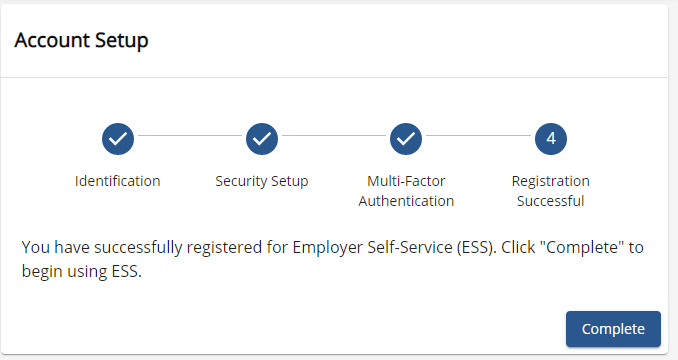 Account Setup
4
Identification
Security Setup
Multi-Factor
Authentication
Registration
Successful
You have successfully registered for Employer Self-Service (ESS). Click "Complete" to
begin using ESS.
Complete